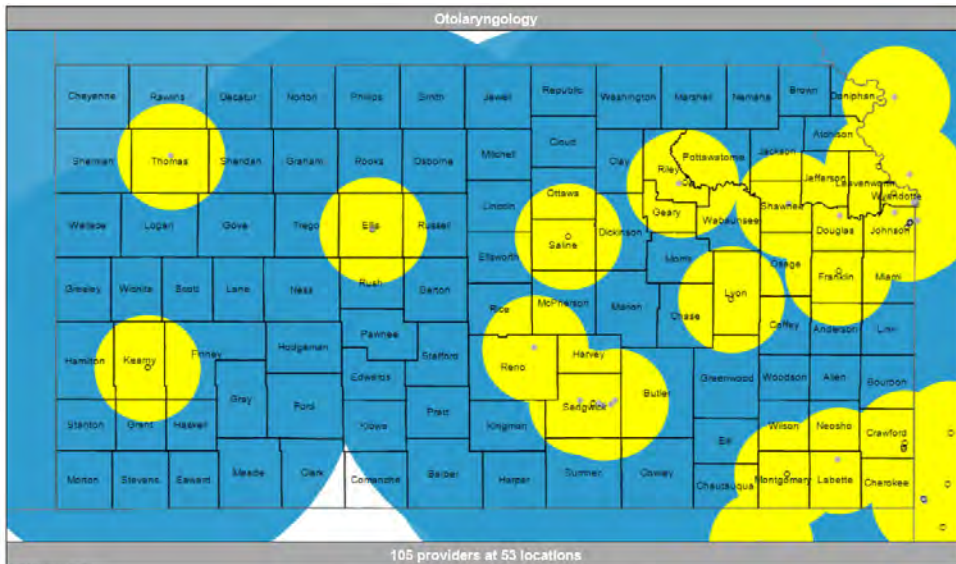 Otolaryngology
Cheyenne Rawlins Decatur Norton Phillips Smith Jewell Republic Washington Marshall Nemaha Brown Doniphan
Atchison
Sherman Thomas Sheridan Graham Rooks Osborne Mitchell Cloud Clay Riley Pottawatomie Jackson Jefferson Leavenworth
Wyandotte
Ottawa
Wallace Logan Gove Trego Ellis Russell Lincoln Saline Dickinson Geary Wabaunsee Shawnee Douglas Johnson
Ellsworth Morris Osage Franklin Miami
Greeley Wichita Scott Lane Ness Rush Barton Rice McPherson Marion Chase Lyon Coffey Anderson Linn
Hamilton Kearny Finney Hodgeman Pawnee Stafford Reno Harvey
Edwards
Gray Ford Sedgwick Butler Greenwood Woodson Allen Bourbon
Stanton Grant Haskell Kiowa Pratt Kingman Elk Wilson Neosho Crawford
Morton Stevens Seward Meade Clark Comanche Barber Harper Sumner Cowley Chautauqua Montgomery Labette Cherokee
105 providers at 53 locations